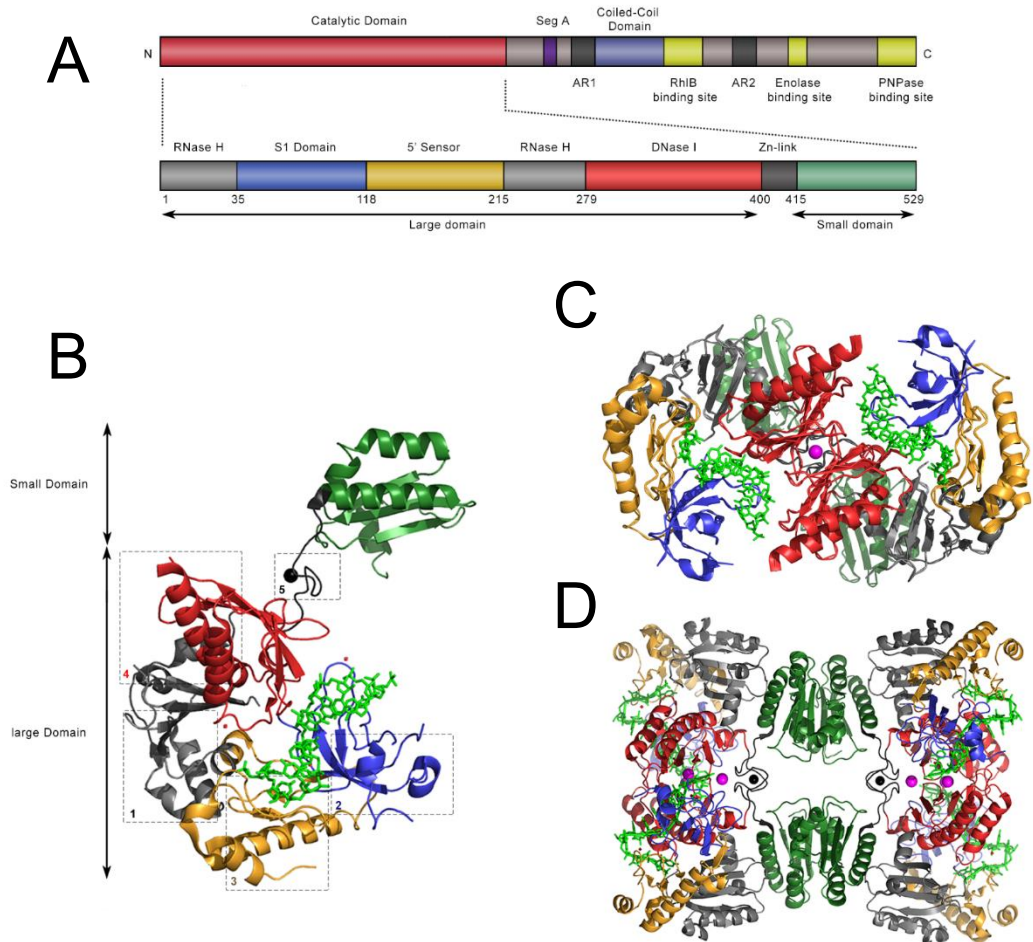 A
Catalytic Domain
Seg A
Coiled-Coil
Domain
N
C
AR1
RhlB
binding site
AR2
Enolase
binding site
PNPase
binding site
RNase H
S1 Domain
5' Sensor
RNase H
DNase I
Zn-link
1
35
118
215
279
400
415
529
Large domain
Small domain
B
Small Domain
large Domain
5
4
1
2
3
C
D